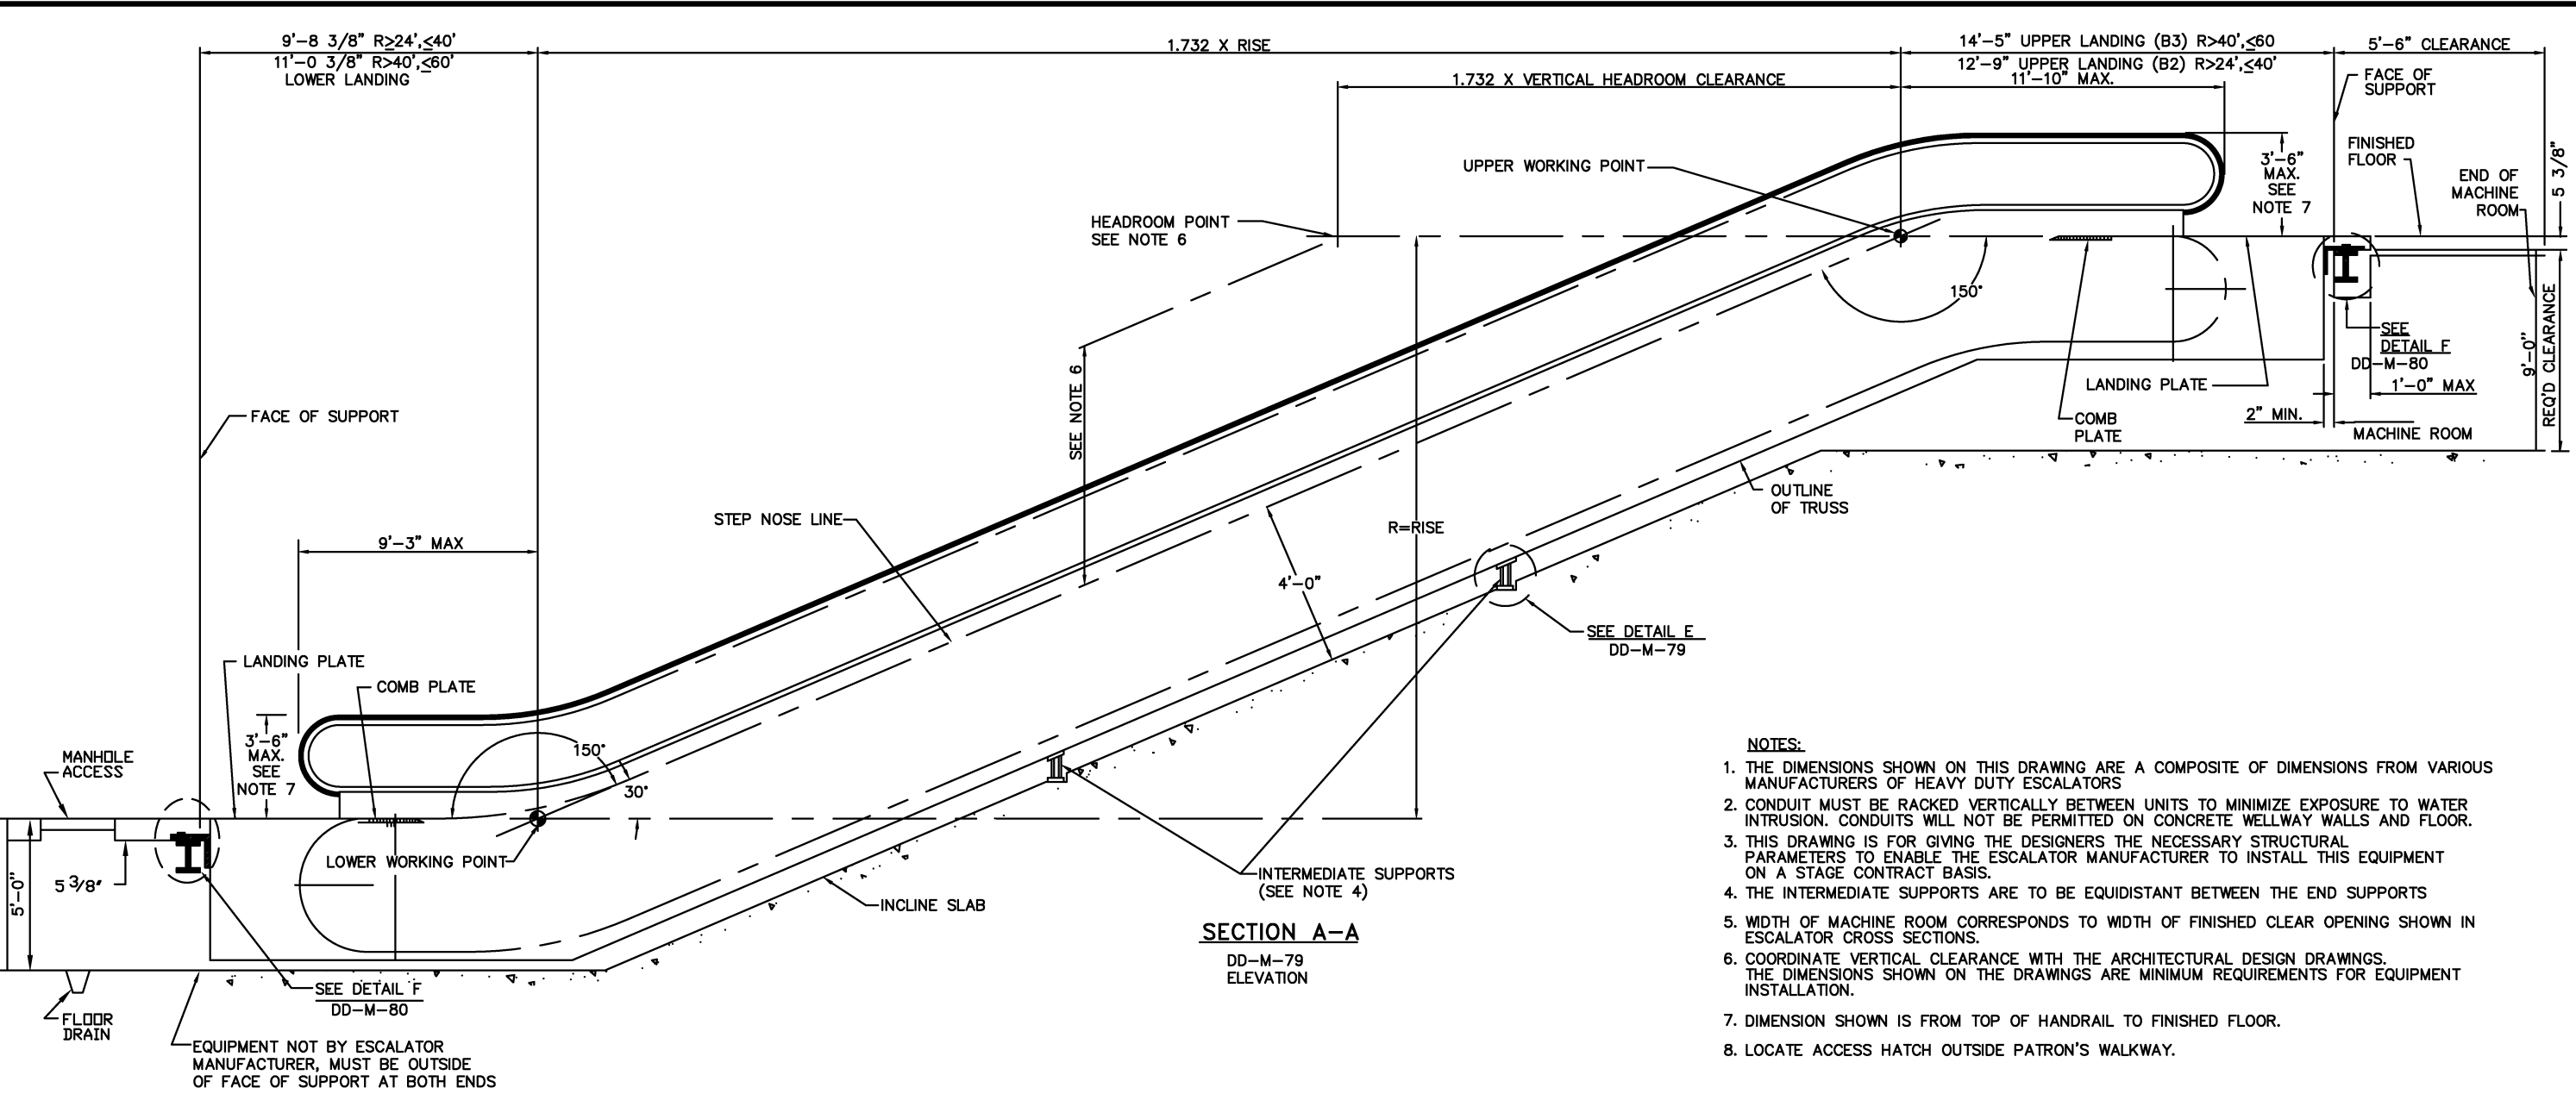 9'-8 3/8" R≥24',≤40'
11'-0 3/8" R>40',≤60'
LOWER LANDING
1.732 X RISE
14'-5" UPPER LANDING (B3) R>40',≤60
12'-9" UPPER LANDING (B2) R>24',≤40'
11'-10" MAX.
5'-6" CLEARANCE
1.732 X VERTICAL HEADROOM CLEARANCE
FACE OF
SUPPORT
UPPER WORKING POINT
3'-6"
MAX.
SEE
NOTE 7
FINISHED
FLOOR
END OF
MACHINE
ROOM
5 3/8"
HEADROOM POINT
SEE NOTE 6
150°
SEE
DETAIL F
DD-M-80
9'-0"
REQ'D CLEARANCE
1'-0" MAX
LANDING PLATE
2" MIN.
COMB
PLATE
MACHINE ROOM
FACE OF SUPPORT
SEE NOTE 6
OUTLINE
OF TRUSS
STEP NOSE LINE
R=RISE
9'-3" MAX
4'-0"
SEE DETAIL E
DD-M-79
LANDING PLATE
COMB PLATE
3'-6"
MAX.
SEE
NOTE 7
MANHOLE
ACCESS
150°
30°
LOWER WORKING POINT
5 3/8"
5'-0"
INTERMEDIATE SUPPORTS
(SEE NOTE 4)
INCLINE SLAB
SECTION A-A
DD-M-79
ELEVATION
SEE DETAIL F
DD-M-80
FLOOR
DRAIN
EQUIPMENT NOT BY ESCALATOR
MANUFACTURER, MUST BE OUTSIDE
OF FACE OF SUPPORT AT BOTH ENDS
NOTES:
1. THE DIMENSIONS SHOWN ON THIS DRAWING ARE A COMPOSITE OF DIMENSIONS FROM VARIOUS
MANUFACTURERS OF HEAVY DUTY ESCALATORS
2. CONDUIT MUST BE RACKED VERTICALLY BETWEEN UNITS TO MINIMIZE EXPOSURE TO WATER
INTRUSION. CONDUITS WILL NOT BE PERMITTED ON CONCRETE WELLWAY WALLS AND FLOOR.
3. THIS DRAWING IS FOR GIVING THE DESIGNERS THE NECESSARY STRUCTURAL
PARAMETERS TO ENABLE THE ESCALATOR MANUFACTURER TO INSTALL THIS EQUIPMENT
ON A STAGE CONTRACT BASIS.
4. THE INTERMEDIATE SUPPORTS ARE TO BE EQUIDISTANT BETWEEN THE END SUPPORTS
5. WIDTH OF MACHINE ROOM CORRESPONDS TO WIDTH OF FINISHED CLEAR OPENING SHOWN IN
ESCALATOR CROSS SECTIONS.
6. COORDINATE VERTICAL CLEARANCE WITH THE ARCHITECTURAL DESIGN DRAWINGS.
THE DIMENSIONS SHOWN ON THE DRAWINGS ARE MINIMUM REQUIREMENTS FOR EQUIPMENT
INSTALLATION.
7. DIMENSION SHOWN IS FROM TOP OF HANDRAIL TO FINISHED FLOOR.
8. LOCATE ACCESS HATCH OUTSIDE PATRON'S WALKWAY.